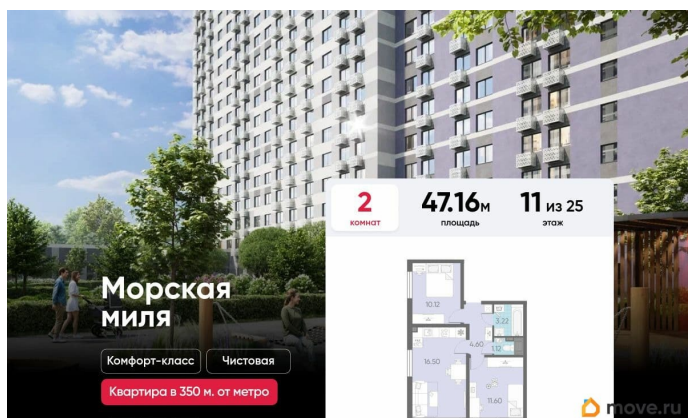 2
комнат
47.16м
площадь
11 из 25
этаж
Морская
миля
Комфорт-класс
Чистовая
Квартира в 350 м. от метро
10.12
3.22
4.60
1.12
16.50
11.60
move.ru